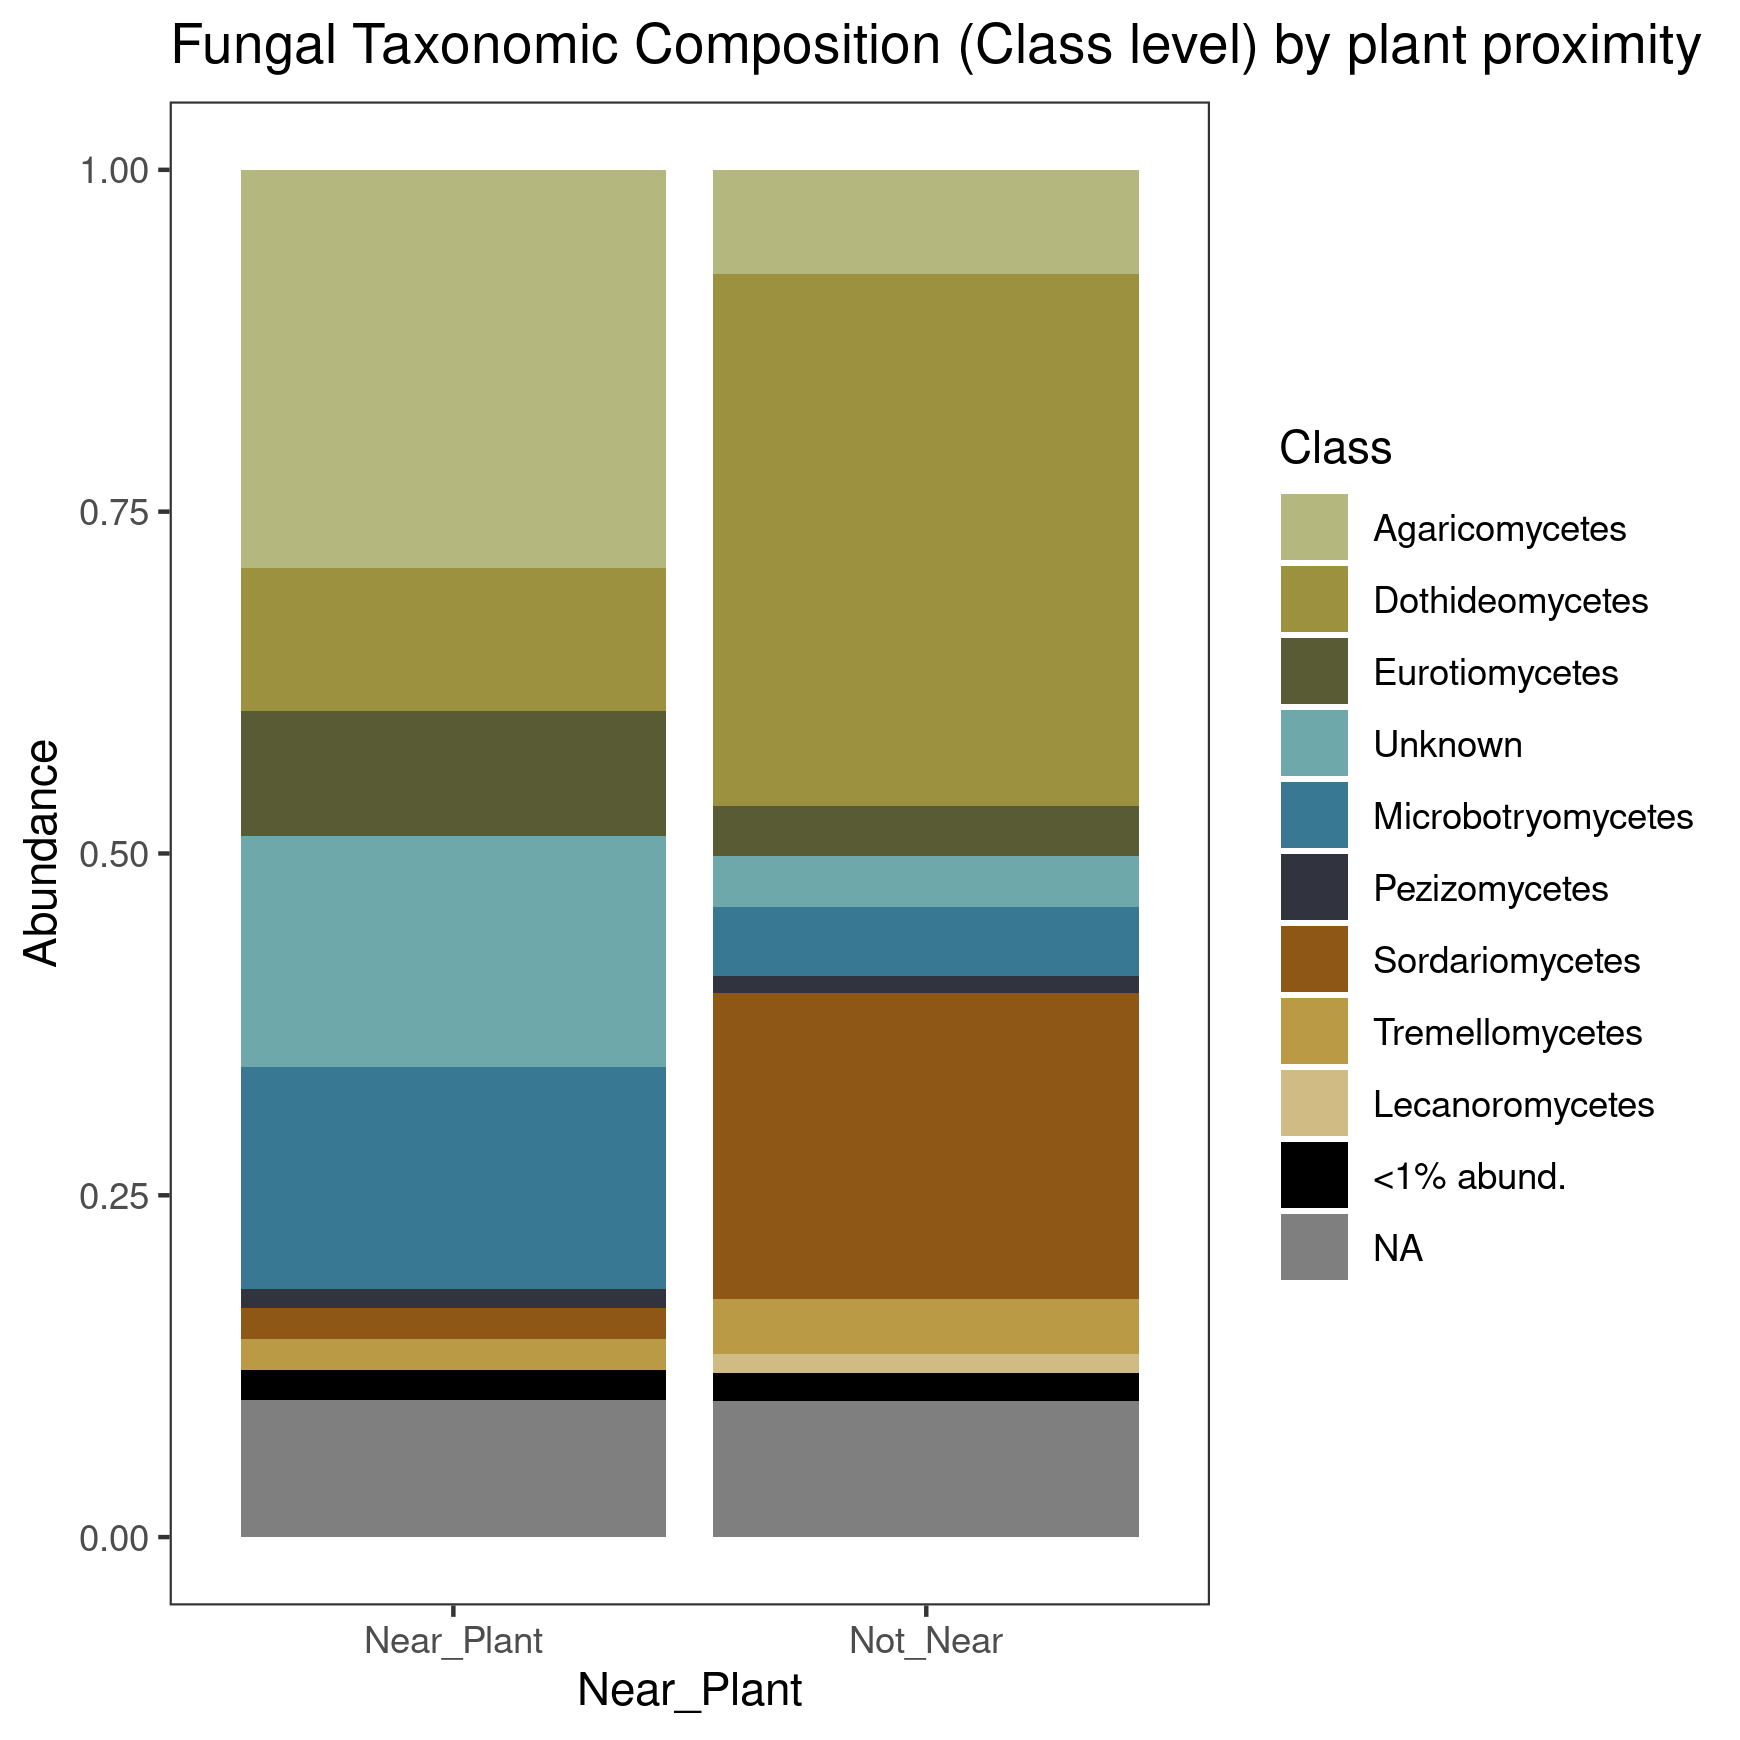 Fungal Taxonomic Composition (Class level) by plant proximity
1.00
0.75
0.50
0.25
0.00
Abundance
Near_Plant
Not_Near
Near_Plant
Class
Agaricomycetes
Dothideomycetes
Eurotiomycetes
Unknown
Microbotryomycetes
Pezizomycetes
Sordariomycetes
Tremellomycetes
Lecanoromycetes
<1% abund.
NA